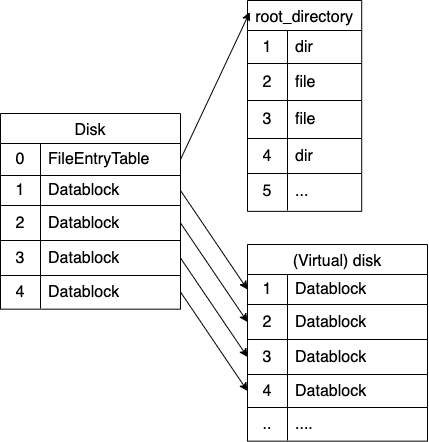 root_directory
1 dir
2 file
3 file
4 dir
5 ...
Disk
0 FileEntryTable
1 Datablock
2 Datablock
3 Datablock
4 Datablock
(Virtual) disk
1 Datablock
2 Datablock
3 Datablock
4 Datablock
.. ....